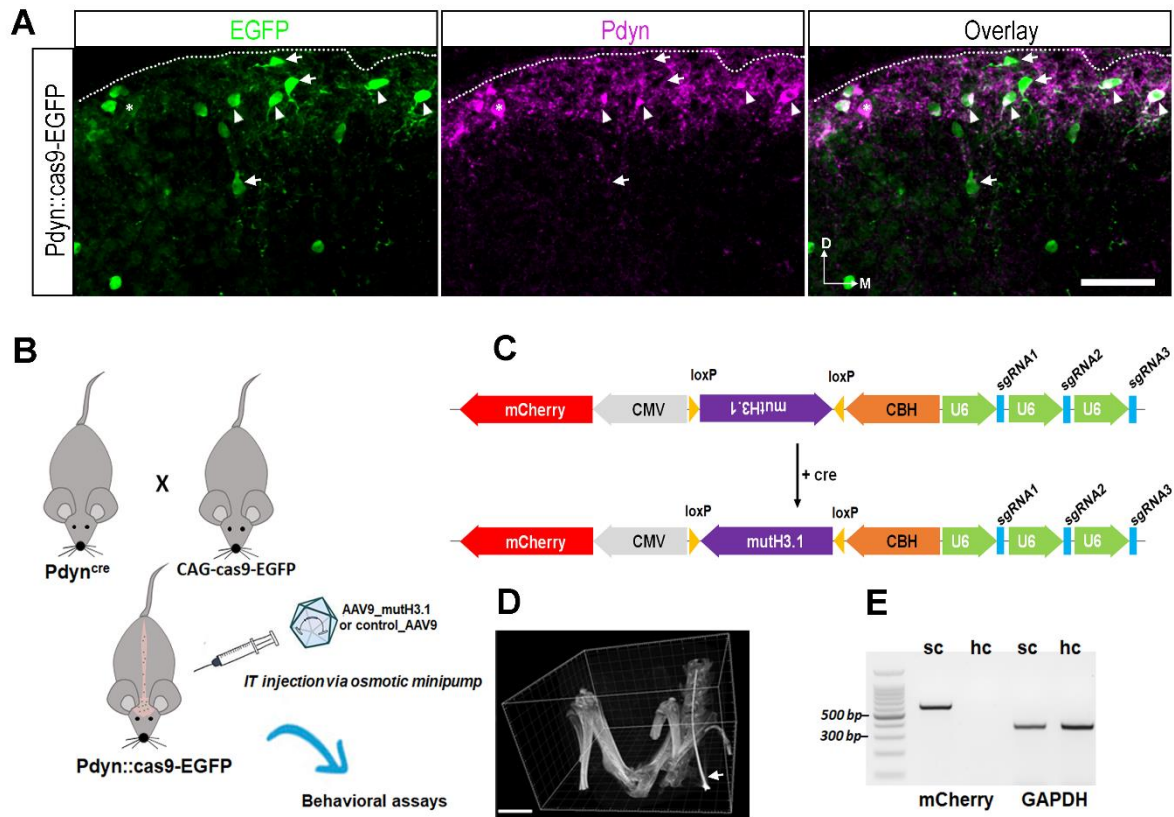 A
EGFP
Pdyn
Overlay
Pdyn::cas9-EGFP
*
*
*
D
M
B
X
Pdyncre
CAG-cas9-EGFP
AAV9_mutH3.1
or control_AAV9
IT injection via osmotic minipump
Pdyn::cas9-EGFP
Behavioral assays
C
loxP
loxP
sgRNA1
sgRNA2
sgRNA3
mCherry
CMV
mutH3.1
CBH
U6
U6
U6
+ cre
loxP
loxP
sgRNA1
sgRNA2
sgRNA3
mCherry
CMV
mutH3.1
CBH
U6
U6
U6
D
E
sc
hc
sc
hc
500 bp
300 bp
mCherry
GAPDH